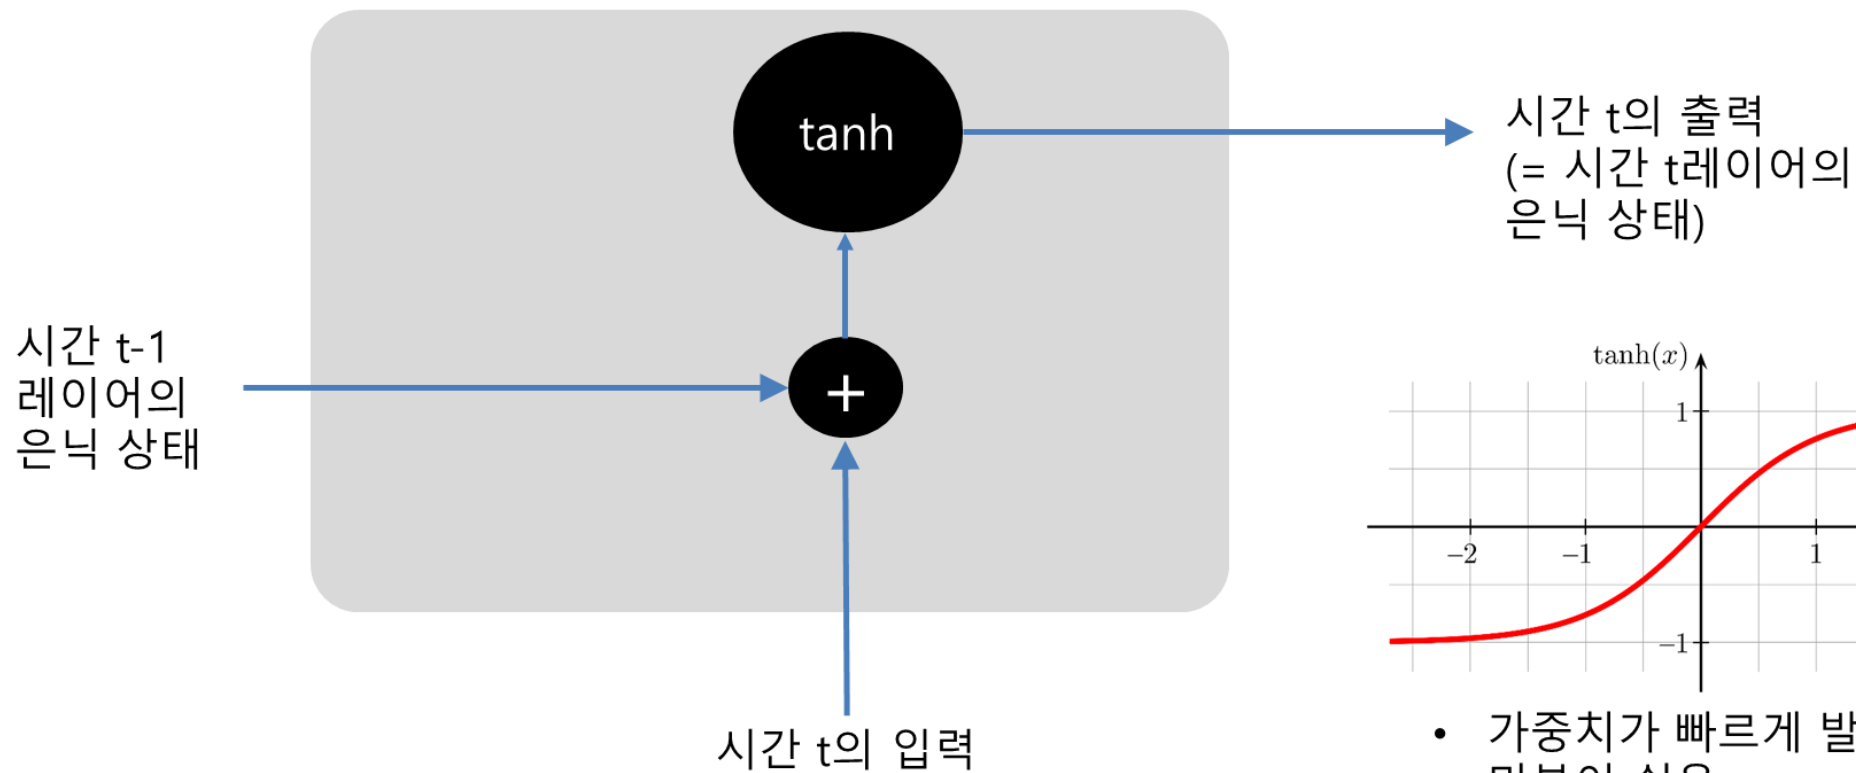 tanh
시간 t의 출력
(= 시간 t레이어의
은닉 상태)
시간 t-1
레이어의
은닉 상태
+
시간 t의 입력
tanh(x)
1
−2
−1
1
−1
• 가중치가 빠르게